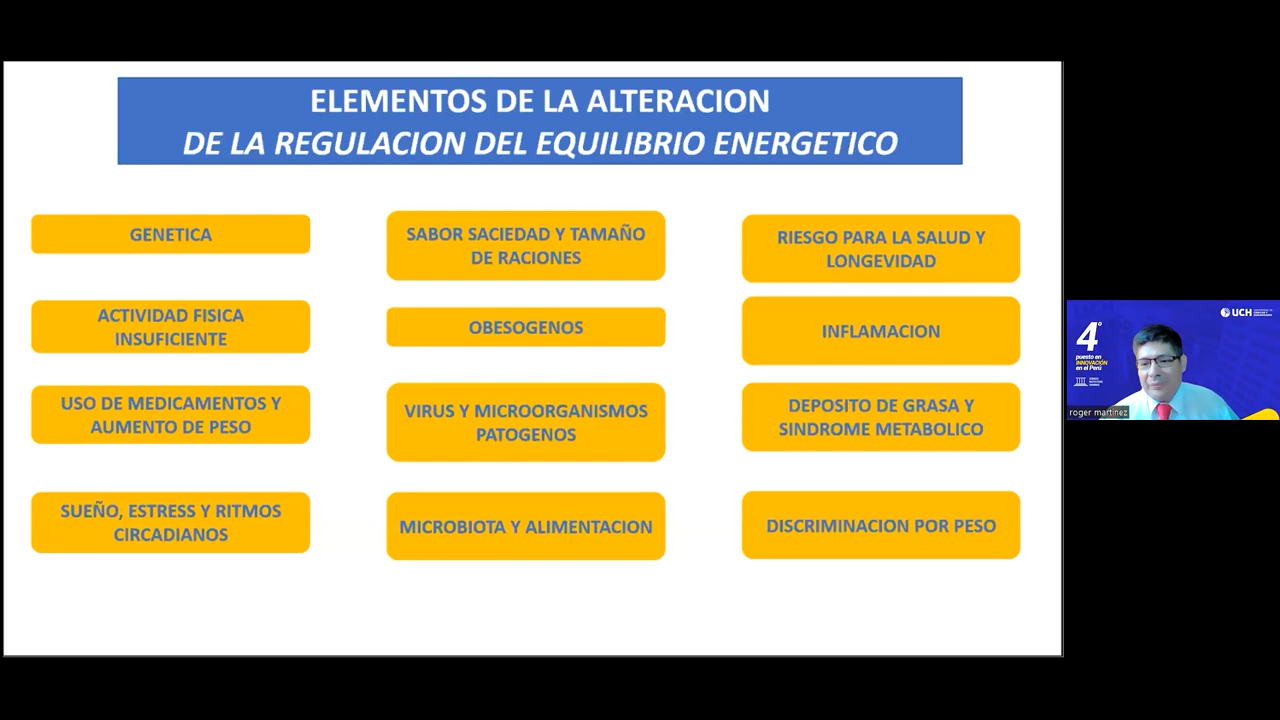 ELEMENTOS DE LA ALTERACION
DE LA REGULACION DEL EQUILIBRIO ENERGETICO
GENETICA
ACTIVIDAD FISICA
INSUFICIENTE
USO DE MEDICAMENTOS Y
AUMENTO DE PESO
SUEÑO, ESTRESS Y RITMOS
CIRCADIANOS
SABOR SACIEDAD Y TAMAÑO
DE RACIONES
OBESOGENOS
VIRUS Y MICROORGANISMOS
PATOGENOS
MICROBIOTA Y ALIMENTACION
RIESGO PARA LA SALUD Y
LONGEVIDAD
INFLAMACION
DEPOSITO DE GRASA Y
SINDROME METABOLICO
DISCRIMINACION POR PESO
UCH
4°
puesto en
INNOVACIÓN
en el Perú
roger martinez